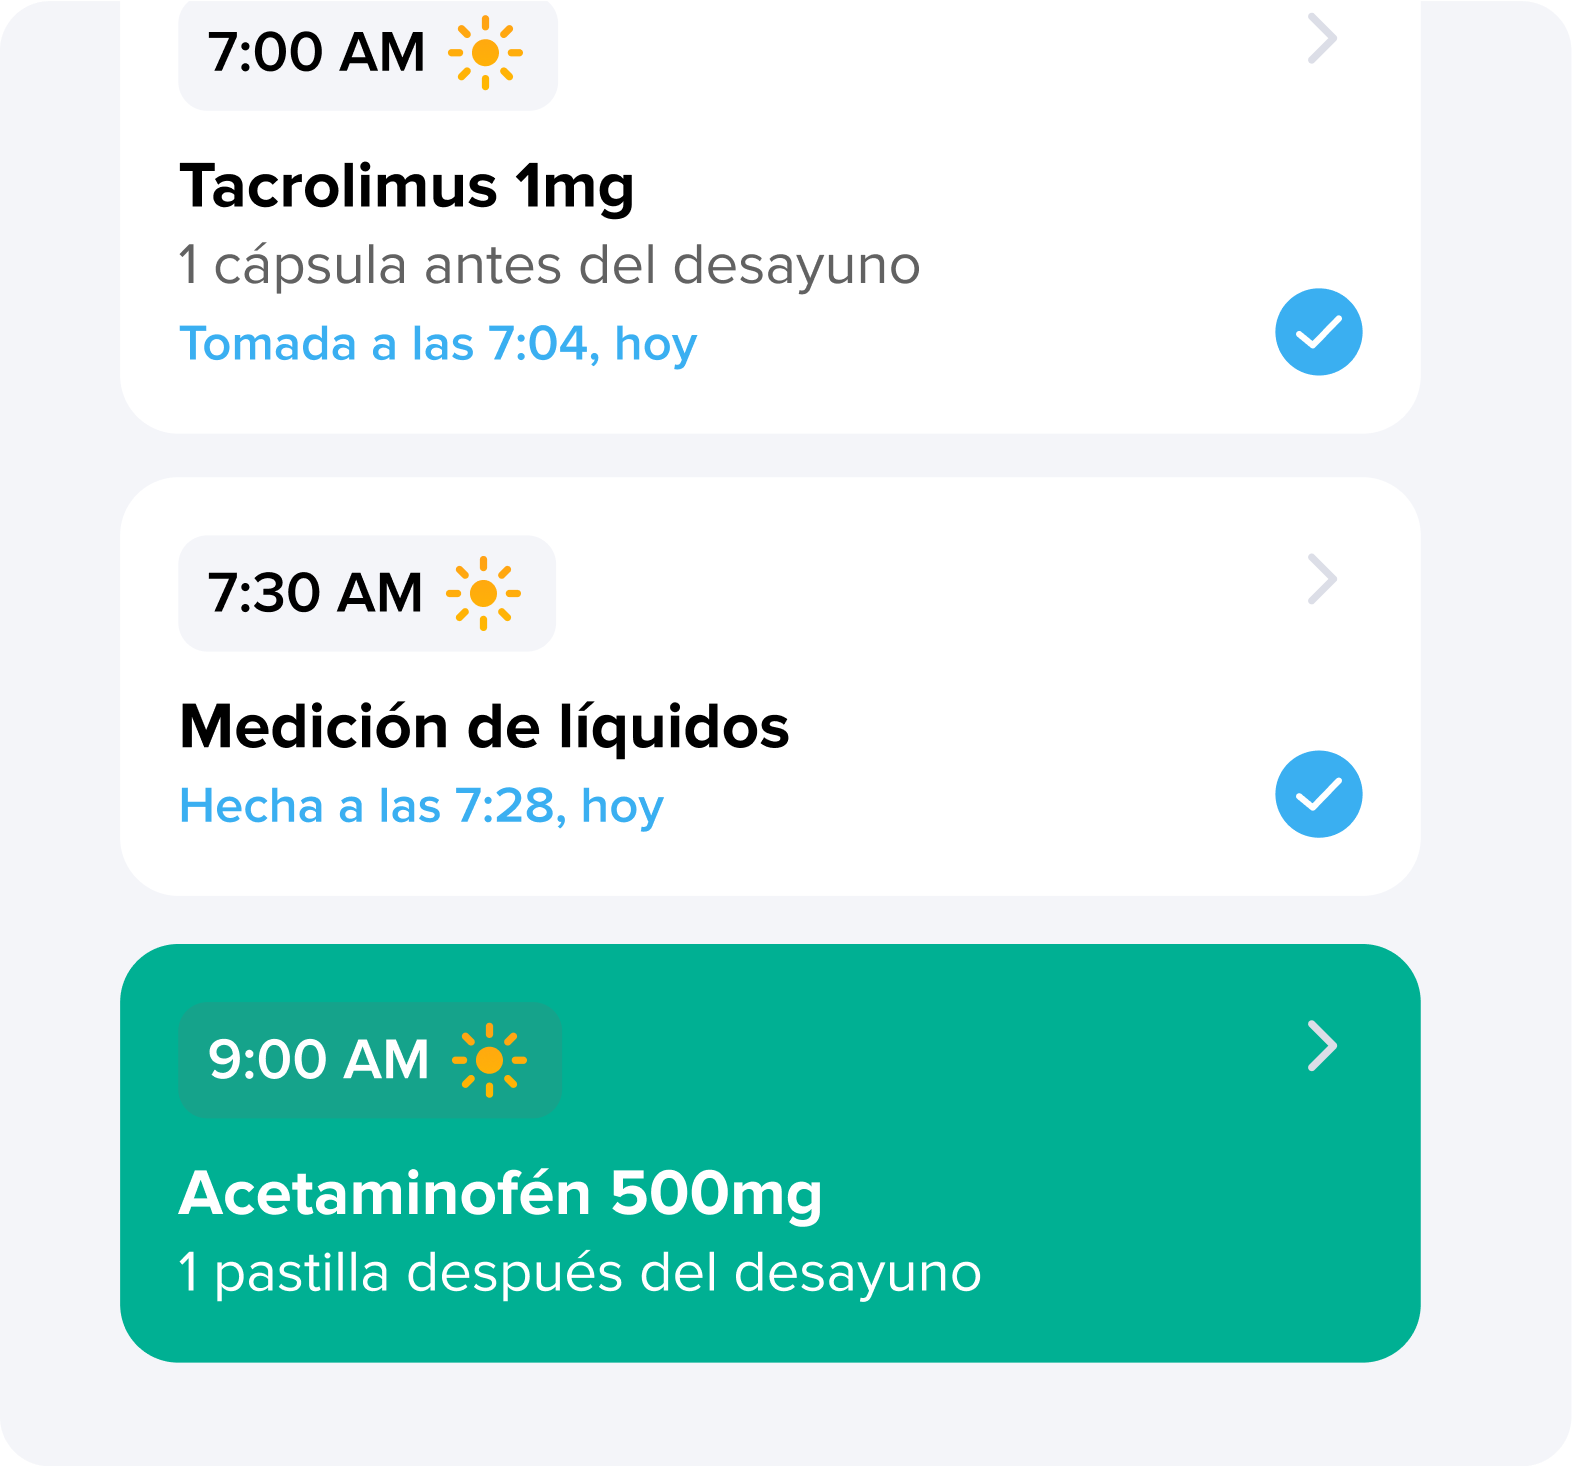 7:00 AM
Tacrolimus 1mg
1 cápsula antes del desayuno
Tomada a las 7:04, hoy
7:30 AM
Medición de líquidos
Hecha a las 7:28, hoy
9:00 AM
Acetaminofén 500mg
1 pastilla después del desayuno